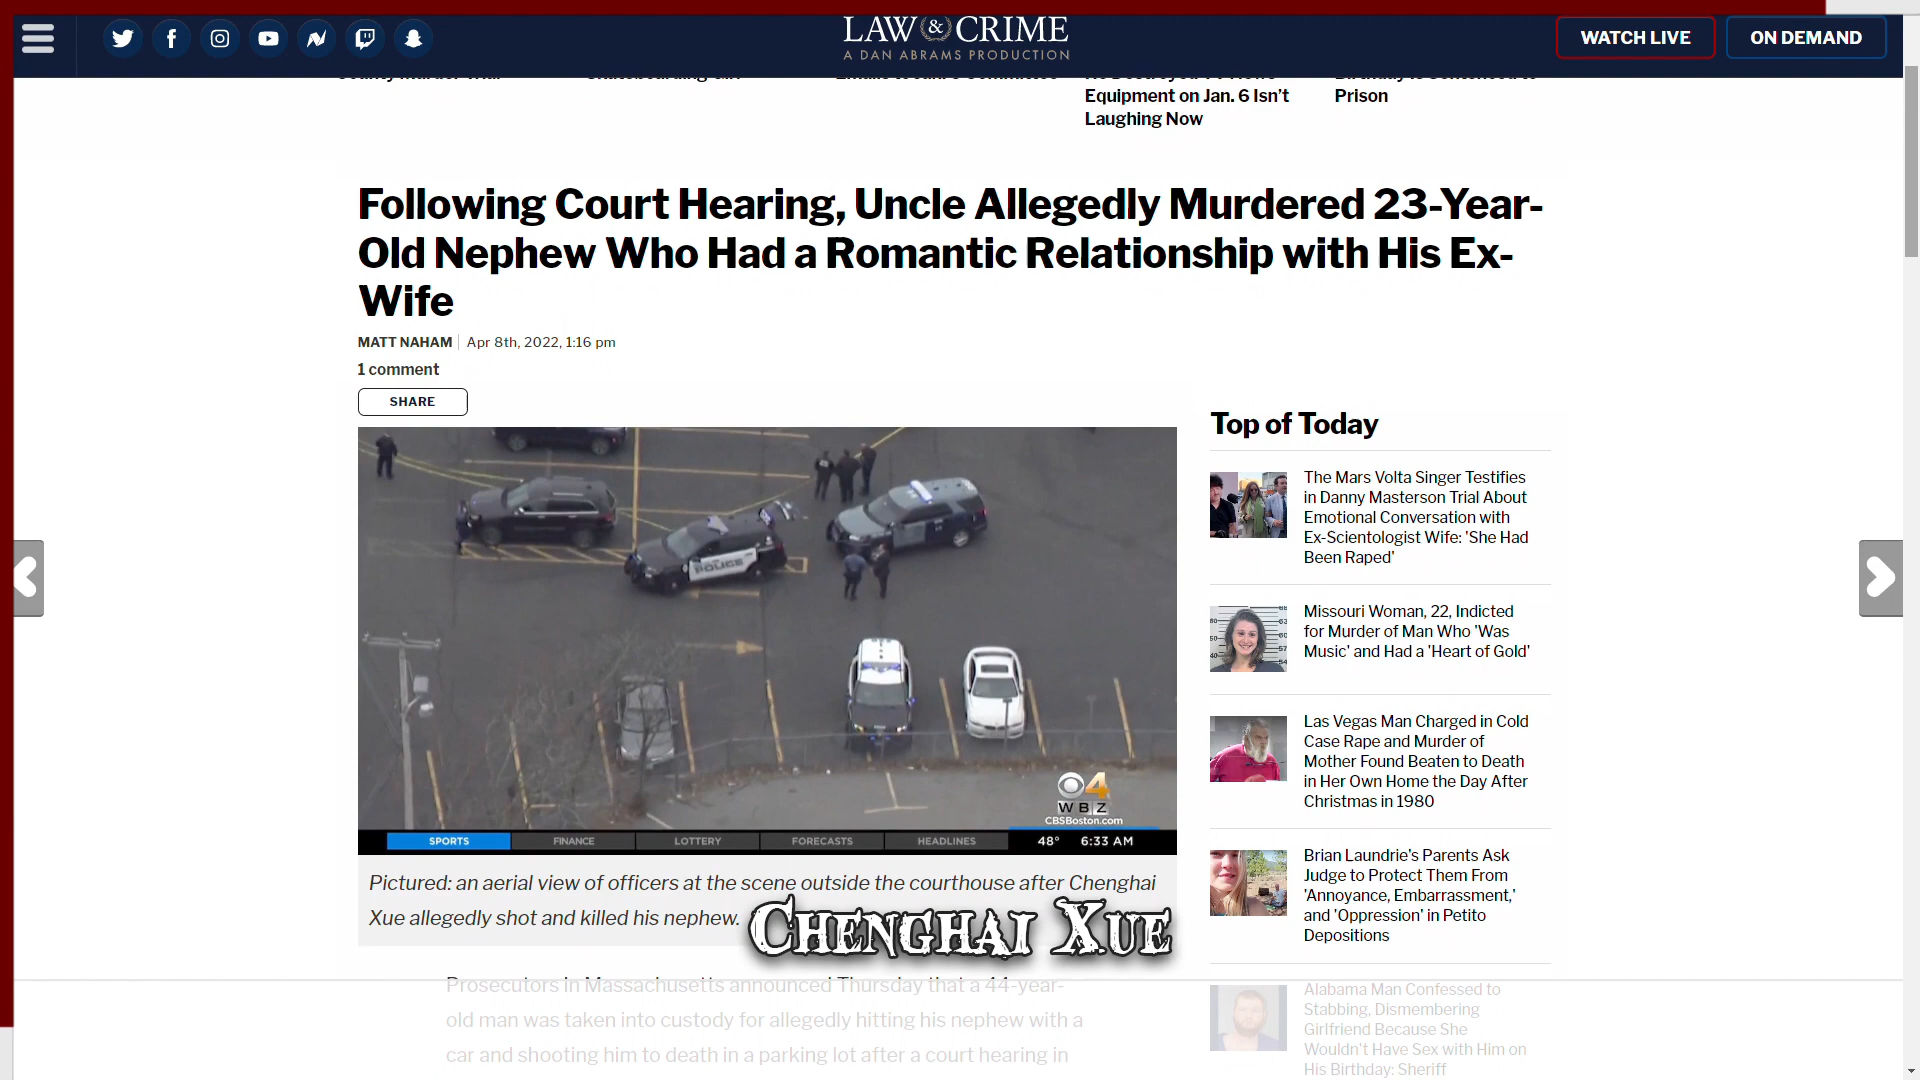 LAW & CRIME
A DAN ABRAMS PRODUCTION
WATCH LIVE
ON DEMAND
Equipment on Jan. 6 Isn't
Laughing Now
Prison
Following Court Hearing, Uncle Allegedly Murdered 23-Year-
Old Nephew Who Had a Romantic Relationship with His Ex-
Wife
MATT NAHAM Apr 8th, 2022, 1:16 pm
1 comment
SHARE
POLICE
4
WBZ
CBSBoston.com
SPORTS FINANCE LOTTERY FORECASTS HEADLINES 48° 6:33 AM
Pictured: an aerial view of officers at the scene outside the courthouse after Chenghai
Xue allegedly shot and killed his nephew.
CHENGHAI XUE
Prosecutors in Massachusetts announced Thursday that a 44-year-
old man was taken into custody for allegedly hitting his nephew with a
car and shooting him to death in a parking lot after a court hearing in
Top of Today
The Mars Volta Singer Testifies
in Danny Masterson Trial About
Emotional Conversation with
Ex-Scientologist Wife: 'She Had
Been Raped'
Missouri Woman, 22, Indicted
for Murder of Man Who 'Was
Music' and Had a 'Heart of Gold'
Las Vegas Man Charged in Cold
Case Rape and Murder of
Mother Found Beaten to Death
in Her Own Home the Day After
Christmas in 1980
Brian Laundrie's Parents Ask
Judge to Protect Them From
'Annoyance, Embarrassment,'
and 'Oppression' in Petito
Depositions
Alabama Man Confessed to
Stabbing, Dismembering
Girlfriend Because She
Wouldn't Have Sex with Him on
His Birthday: Sheriff